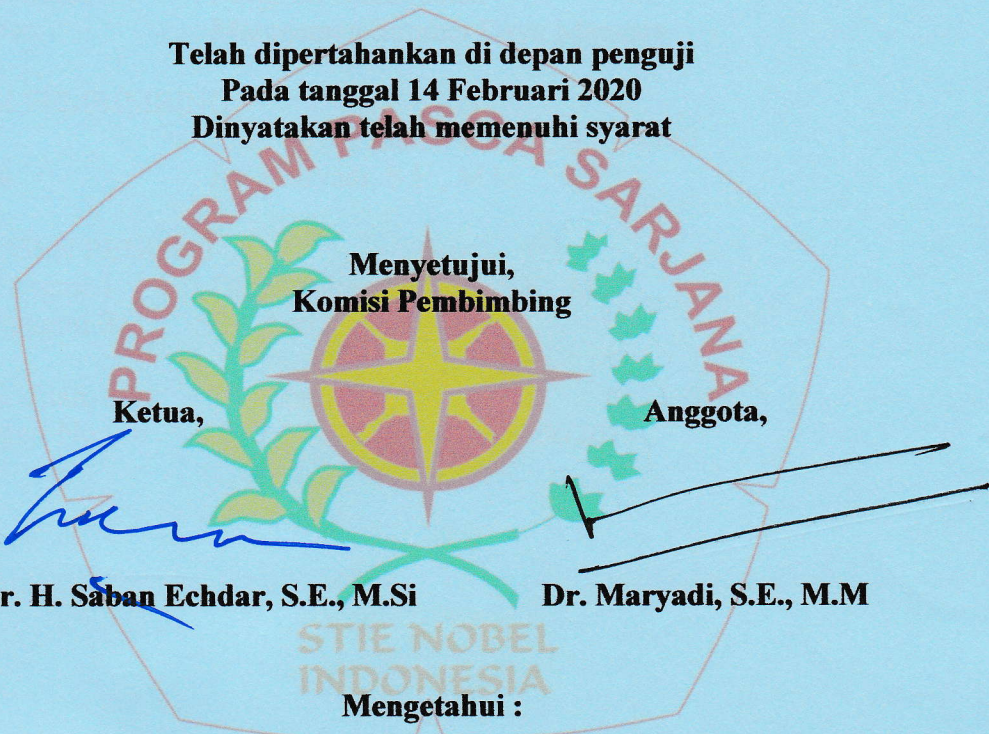 Telah dipertahankan di depan penguji
Pada tanggal 14 Februari 2020
Dinyatakan telah memenuhi syarat
PROGRAM PASCA SARJANA
Menyetujui,
Komisi Pembimbing
Ketua, Anggota,
r. H. Saban Echdar, S.E., M.Si Dr. Maryadi, S.E., M.M
STIE NOBEL
INDONESIA
Mengetahui :